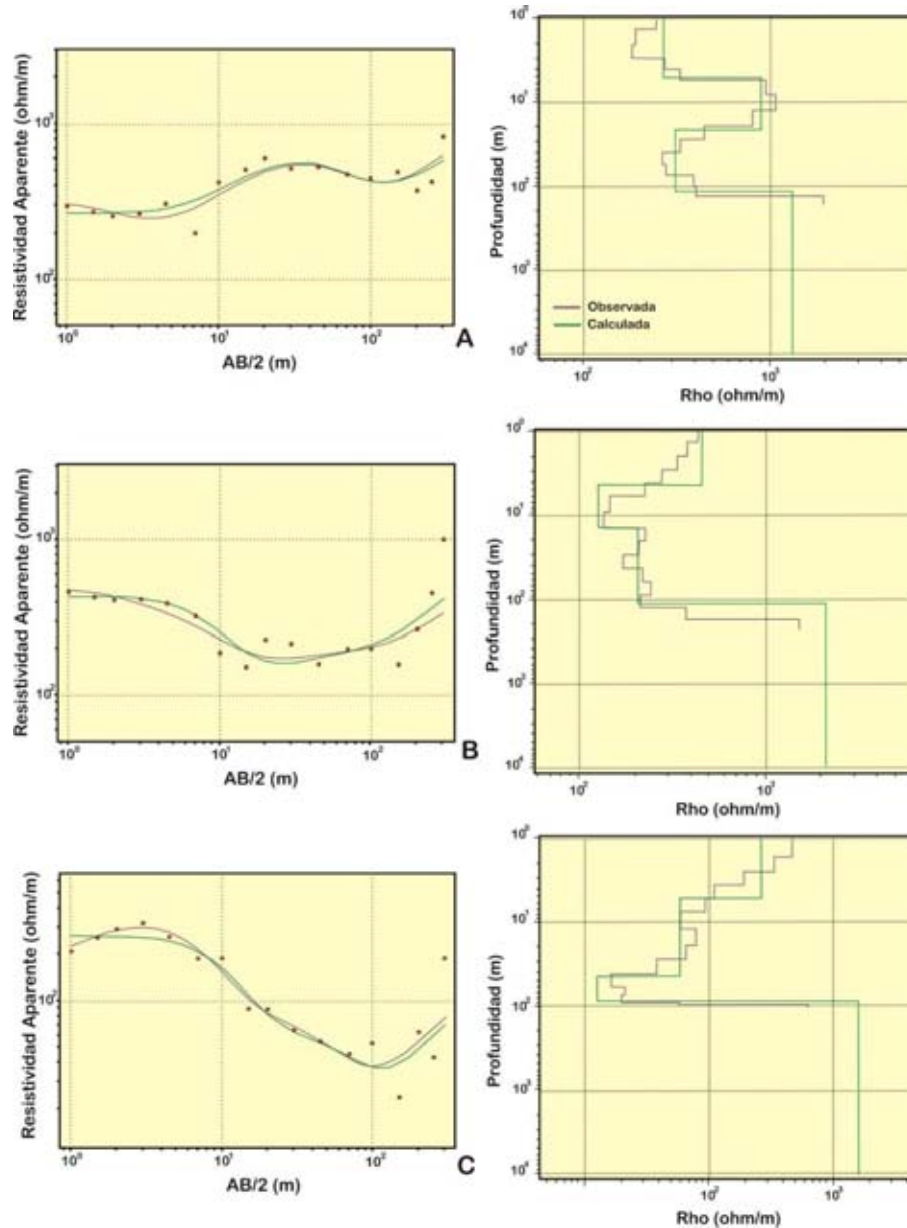 Resistividad Aparente (ohm/m)
10³
10²
10⁰
10¹
10²
AB/2 (m)
A
Profundidad (m)
10⁰
10¹
10²
10³
10⁴
Observada
Calculada
10²
10³
Rho (ohm/m)
Resistividad Aparente (ohm/m)
10³
10²
10⁰
10¹
10²
AB/2 (m)
B
Profundidad (m)
10⁰
10¹
10²
10³
10⁴
10²
10³
Rho (ohm/m)
Resistividad Aparente (ohm/m)
10²
10⁰
10¹
10²
AB/2 (m)
C
Profundidad (m)
10⁰
10¹
10²
10³
10⁴
10²
10³
Rho (ohm/m)